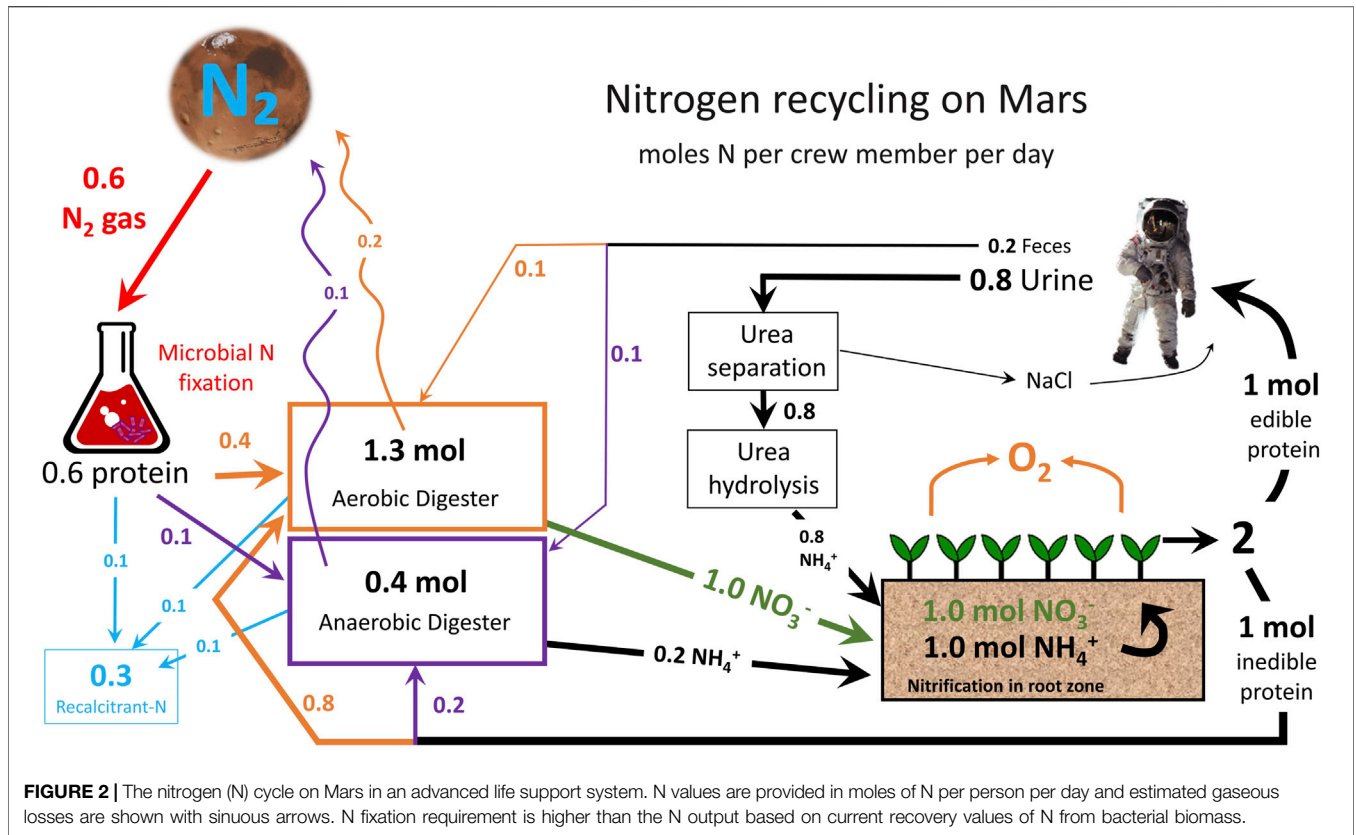 Nitrogen recycling on Mars
moles N per crew member per day
N₂
0.6
N₂ gas
Microbial N
fixation
0.6 protein
0.4
0.1
0.1
0.3
Recalcitrant-N
0.1
0.1
0.1
0.2
1.3 mol
Aerobic Digester
0.4 mol
Anaerobic Digester
0.1
0.1
0.2 Feces
0.8 Urine
Urea
separation
NaCl
0.8
Urea
hydrolysis
0.8
NH₄⁺
1.0 NO₃⁻
0.2 NH₄⁺
O₂
1.0 mol NO₃⁻
1.0 mol NH₄⁺
Nitrification in root zone
2
1 mol
edible
protein
1 mol
inedible
protein
0.8
0.2
FIGURE 2 | The nitrogen (N) cycle on Mars in an advanced life support system. N values are provided in moles of N per person per day and estimated gaseous
losses are shown with sinuous arrows. N fixation requirement is higher than the N output based on current recovery values of N from bacterial biomass.